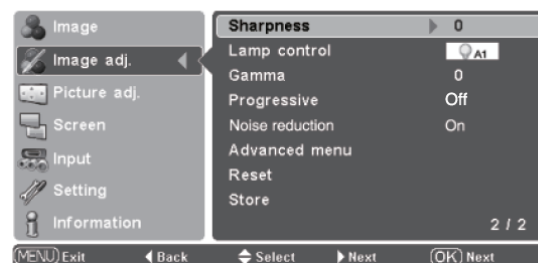 Image
Image adj.
Picture adj.
Screen
Input
Setting
Information
Sharpness 0
Lamp control A1
Gamma 0
Progressive Off
Noise reduction On
Advanced menu
Reset
Store
2 / 2
MENU Exit Back Select Next OK Next